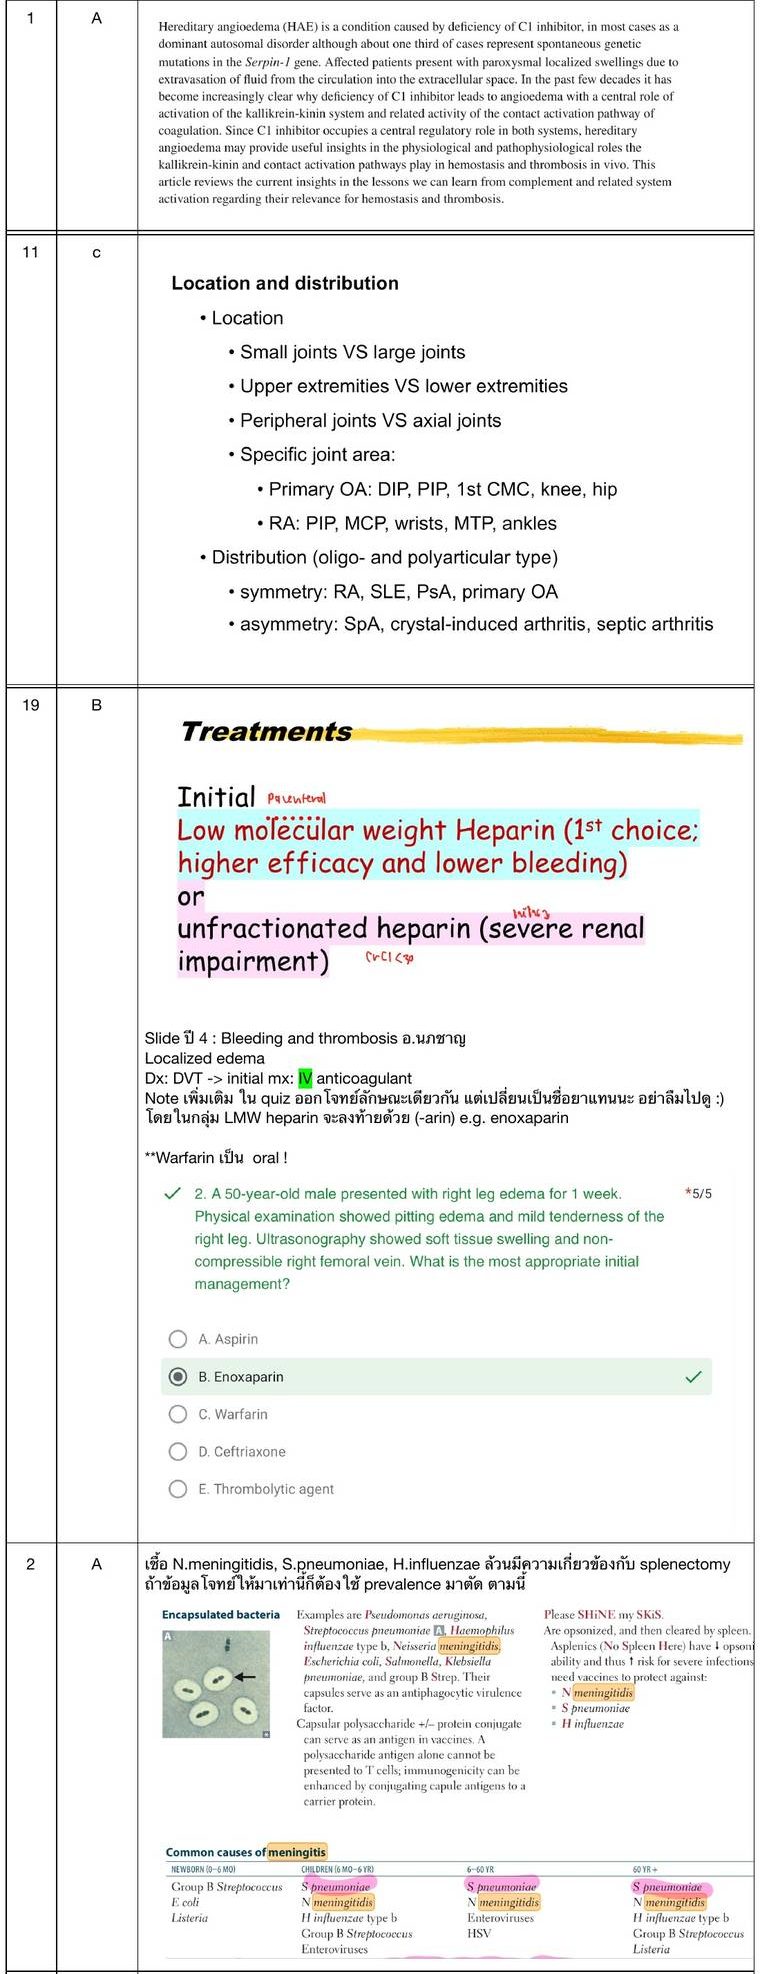 1
A
Hereditary angioedema (HAE) is a condition caused by deficiency of C1 inhibitor, in most cases as a
dominant autosomal disorder although about one third of cases represent spontaneous genetic
mutations in the Serpin-1 gene. Affected patients present with paroxysmal localized swellings due to
extravasation of fluid from the circulation into the extracellular space. In the past few decades it has
become increasingly clear why deficiency of C1 inhibitor leads to angioedema with a central role of
activation of the kallikrein-kinin system and related activity of the contact activation pathway of
coagulation. Since C1 inhibitor occupies a central regulatory role in both systems, hereditary
angioedema may provide useful insights in the physiological and pathophysiological roles the
kallikrein-kinin and contact activation pathways play in hemostasis and thrombosis in vivo. This
article reviews the current insights in the lessons we can learn from complement and related system
activation regarding their relevance for hemostasis and thrombosis.
11
c
Location and distribution
• Location
• Small joints VS large joints
• Upper extremities VS lower extremities
• Peripheral joints VS axial joints
• Specific joint area:
• Primary OA: DIP, PIP, 1st CMC, knee, hip
• RA: PIP, MCP, wrists, MTP, ankles
• Distribution (oligo- and polyarticular type)
• symmetry: RA, SLE, PsA, primary OA
• asymmetry: SpA, crystal-induced arthritis, septic arthritis
19
B
Treatments
Initial parenteral
Low molecular weight Heparin (1st choice;
higher efficacy and lower bleeding)
or
unfractionated heparin (severe renal
impairment) CrCl <30
Slide ปี 4 : Bleeding and thrombosis อ.นภชาญ
Localized edema
Dx: DVT -> initial mx: IV anticoagulant
Note เพิ่มเติม ใน quiz ออกโจทย์ลักษณะเดียวกัน แต่เปลี่ยนเป็นชื่อยาแทนนะ อย่าลืมไปดู :)
โดยในกลุ่ม LMW heparin จะลงท้ายด้วย (-arin) e.g. enoxaparin
**Warfarin เป็น oral !
2. A 50-year-old male presented with right leg edema for 1 week. *5/5
Physical examination showed pitting edema and mild tenderness of the
right leg. Ultrasonography showed soft tissue swelling and non-
compressible right femoral vein. What is the most appropriate initial
management?
A. Aspirin
B. Enoxaparin
C. Warfarin
D. Ceftriaxone
E. Thrombolytic agent
2
A
เชื้อ N.meningitidis, S.pneumoniae, H.influenzae ล้วนมีความเกี่ยวข้องกับ splenectomy
ถ้าข้อมูลโจทย์ให้มาเท่านี้ก็ต้องใช้ prevalence มาตัด ตามนี้
Encapsulated bacteria
A
Examples are Pseudomonas aeruginosa,
Streptococcus pneumoniae A, Haemophilus
influenzae type b, Neisseria meningitidis,
Escherichia coli, Salmonella, Klebsiella
pneumoniae, and group B Strep. Their
capsules serve as an antiphagocytic virulence
factor.
Capsular polysaccharide +/– protein conjugate
can serve as an antigen in vaccines. A
polysaccharide antigen alone cannot be
presented to T cells; immunogenicity can be
enhanced by conjugating capule antigens to a
carrier protein.
Please SHiNE my SKiS.
Are opsonized, and then cleared by spleen.
Asplenics (No Spleen Here) have ↓ opsoni
ability and thus ↑ risk for severe infections
need vaccines to protect against:
▪ N meningitidis
▪ S pneumoniae
▪ H influenzae
Common causes of meningitis
NEWBORN (0–6 MO) CHILDREN (6 MO–6 YR) 6–60 YR 60 YR +
Group B Streptococcus S pneumoniae S pneumoniae S pneumoniae
E coli N meningitidis N meningitidis N meningitidis
Listeria H influenzae type b Enteroviruses H influenzae type b
Group B Streptococcus HSV Group B Streptococcus
Enteroviruses Listeria